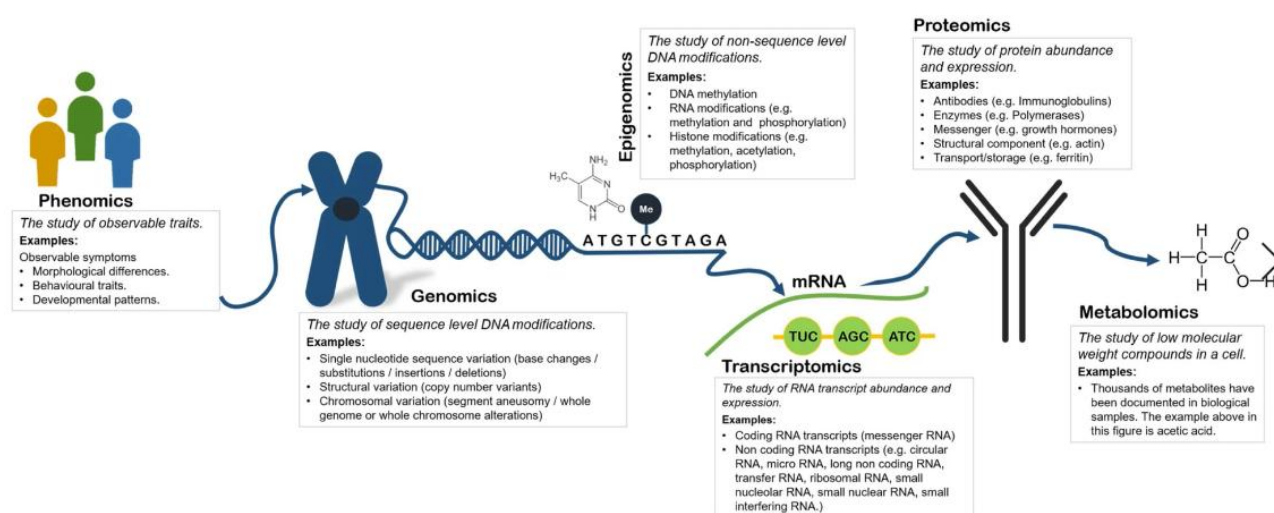 Phenomics
The study of observable traits.
Examples:
Observable symptoms
• Morphological differences.
• Behavioural traits.
• Developmental patterns.
Genomics
The study of sequence level DNA modifications.
Examples:
• Single nucleotide sequence variation (base changes /
substitutions / insertions / deletions)
• Structural variation (copy number variants)
• Chromosomal variation (segment aneusomy / whole
genome or whole chromosome alterations)
Epigenomics
The study of non-sequence level
DNA modifications.
Examples:
• DNA methylation
• RNA modifications (e.g.
methylation and phosphorylation)
• Histone modifications (e.g.
methylation, acetylation,
phosphorylation)
NH₂
H₃C
N
N
H
O
Me
ATGTCGTAGA
mRNA
TUC AGC ATC
Transcriptomics
The study of RNA transcript abundance and
expression.
Examples:
• Coding RNA transcripts (messenger RNA)
• Non coding RNA transcripts (e.g. circular
RNA, micro RNA, long non coding RNA,
transfer RNA, ribosomal RNA, small
nucleolar RNA, small nuclear RNA, small
interfering RNA.)
Proteomics
The study of protein abundance
and expression.
Examples:
• Antibodies (e.g. Immunoglobulins)
• Enzymes (e.g. Polymerases)
• Messenger (e.g. growth hormones)
• Structural component (e.g. actin)
• Transport/storage (e.g. ferritin)
H O
H C C
H O H
Metabolomics
The study of low molecular
weight compounds in a cell.
Examples:
• Thousands of metabolites have
been documented in biological
samples. The example above in
this figure is acetic acid.